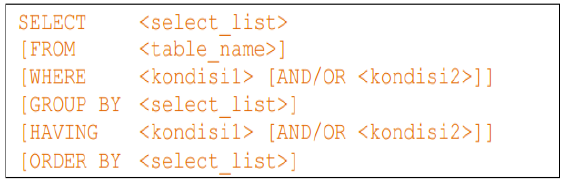 SELECT <select_list>
[FROM <table_name>]
[WHERE <kondisi1> [AND/OR <kondisi2>]]
[GROUP BY <select_list>]
[HAVING <kondisi1> [AND/OR <kondisi2>]]
[ORDER BY <select_list>]